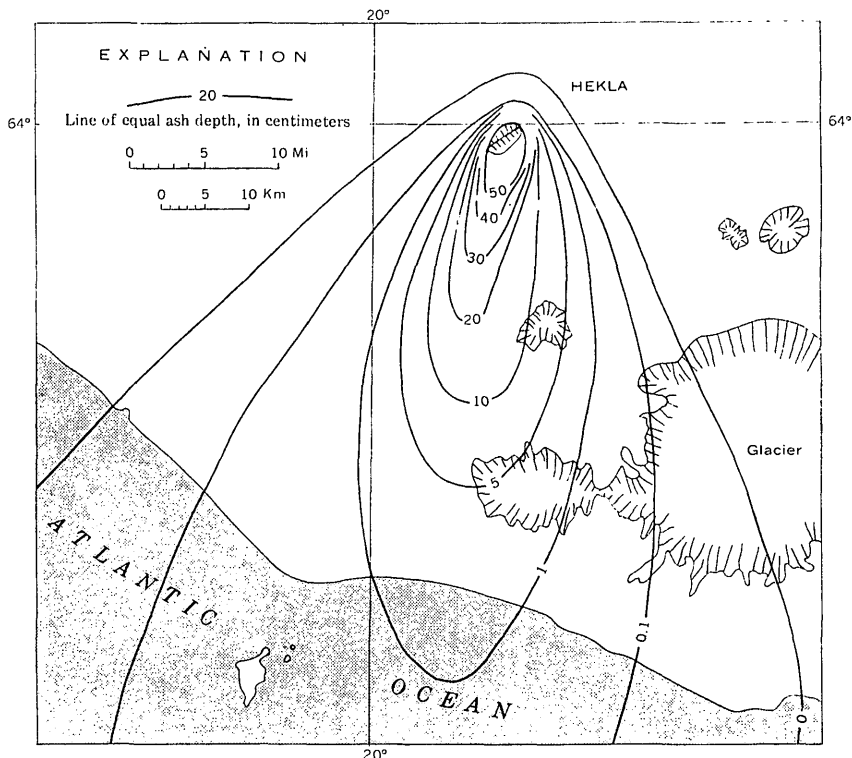 20°
EXPLANATION
20
Line of equal ash depth, in centimeters
0 5 10 Mi
0 5 10 Km
HEKLA
64°
64°
50
40
30
20
10
5
Glacier
ATLANTIC
1
0.1
OCEAN
0
20°